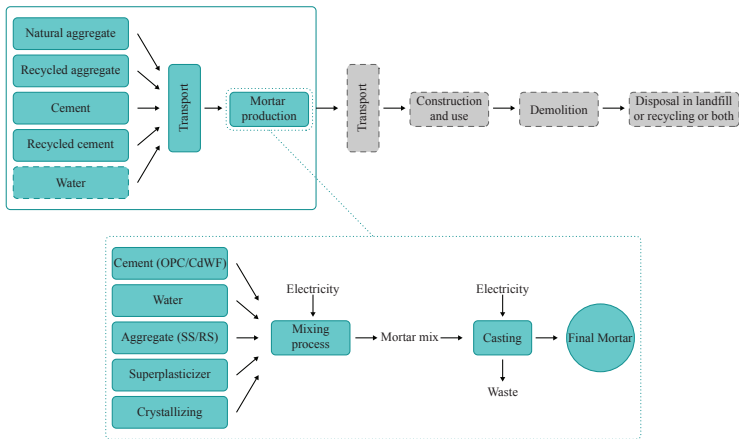 Natural aggregate
Recycled aggregate
Cement
Recycled cement
Water
Transport
Mortar
production
Transport
Construction
and use
Demolition
Disposal in landfill
or recycling or both
Cement (OPC/CdWF)
Water
Aggregate (SS/RS)
Superplasticizer
Crystallizing
Electricity
Mixing
process
Mortar mix
Electricity
Casting
Waste
Final Mortar